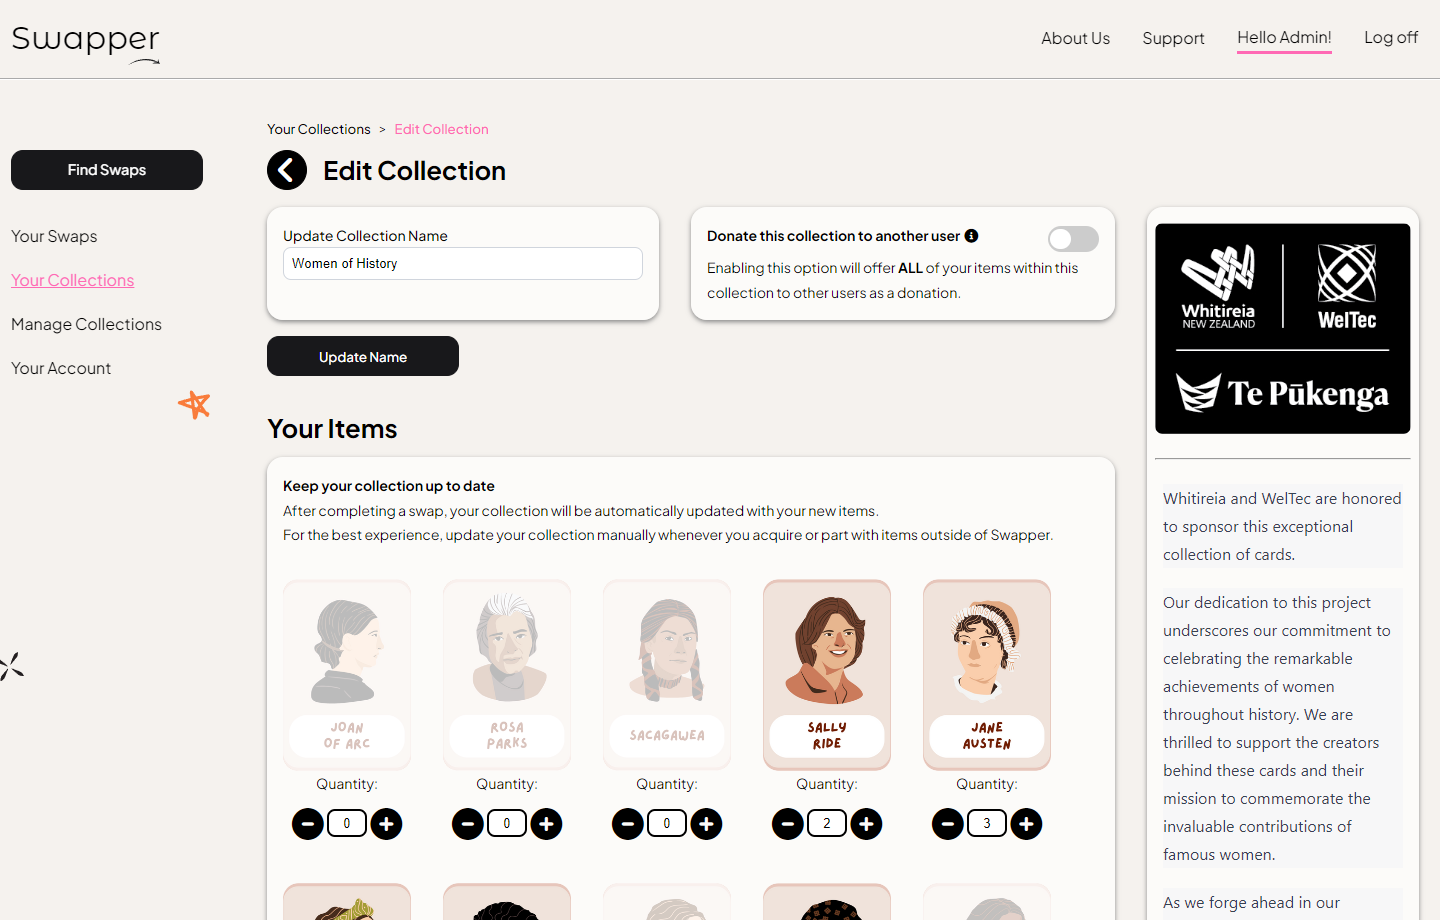 Swapper
About Us
Support
Hello Admin!
Log off
Find Swaps
Your Swaps
Your Collections
Manage Collections
Your Account
Your Collections > Edit Collection
Edit Collection
Update Collection Name
Women of History
Donate this collection to another user
Enabling this option will offer ALL of your items within this
collection to other users as a donation.
Update Name
Your Items
Keep your collection up to date
After completing a swap, your collection will be automatically updated with your new items.
For the best experience, update your collection manually whenever you acquire or part with items outside of Swapper.
JOAN
OF ARC
Quantity:
0
ROSA
PARKS
Quantity:
0
SACAGAWEA
Quantity:
0
SALLY
RIDE
Quantity:
2
JANE
AUSTEN
Quantity:
3
Whitireia
NEW ZEALAND
WelTec
Te Pūkenga
Whitireia and WelTec are honored
to sponsor this exceptional
collection of cards.
Our dedication to this project
underscores our commitment to
celebrating the remarkable
achievements of women
throughout history. We are
thrilled to support the creators
behind these cards and their
mission to commemorate the
invaluable contributions of
famous women.
As we forge ahead in our